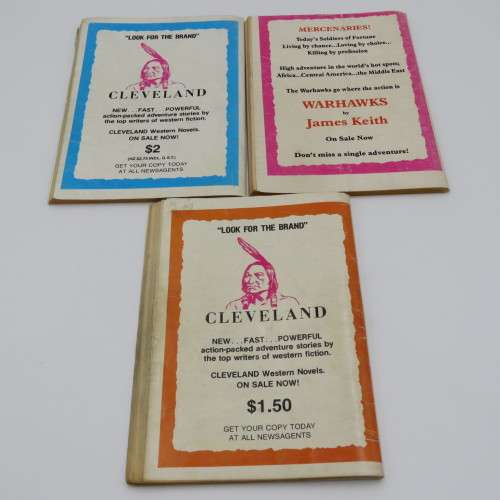 "LOOK FOR THE BRAND"
CLEVELAND
NEW. . .FAST. . .POWERFUL
action-packed adventure stories by
the top writers of western fiction.
CLEVELAND Western Novels.
ON SALE NOW!
$2
(NZ $2.75 INCL. G.S.T.)
GET YOUR COPY TODAY
AT ALL NEWSAGENTS
MERCENARIES!
Today's Soldiers of Fortune
Living by chance...Loving by choice...
Killing by profession
High adventure in the world's hot spots;
Africa...Central America...the Middle East
The Warhawks go where the action is
WARHAWKS
by
James Keith
On Sale Now
Don't miss a single adventure!
"LOOK FOR THE BRAND"
CLEVELAND
NEW. . .FAST. . .POWERFUL
action-packed adventure stories by
the top writers of western fiction.
CLEVELAND Western Novels.
ON SALE NOW!
$1.50
GET YOUR COPY TODAY
AT ALL NEWSAGENTS